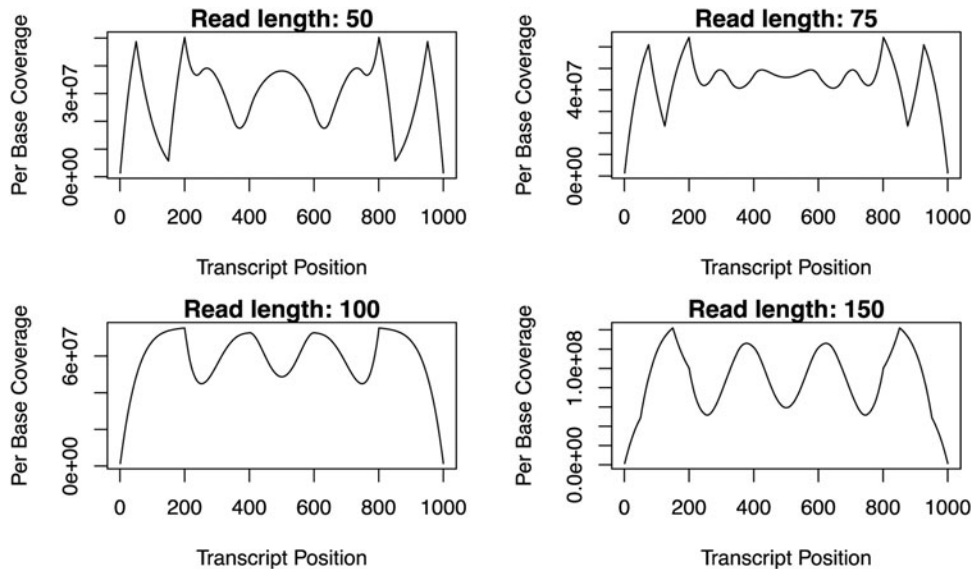 Read length: 50
Per Base Coverage
0e+00
3e+07
0
200
400
600
800
1000
Transcript Position
Read length: 75
Per Base Coverage
4e+07
0e+00
0
200
400
600
800
1000
Transcript Position
Read length: 100
Per Base Coverage
0e+00
6e+07
0
200
400
600
800
1000
Transcript Position
Read length: 150
Per Base Coverage
0.0e+00
1.0e+08
0
200
400
600
800
1000
Transcript Position